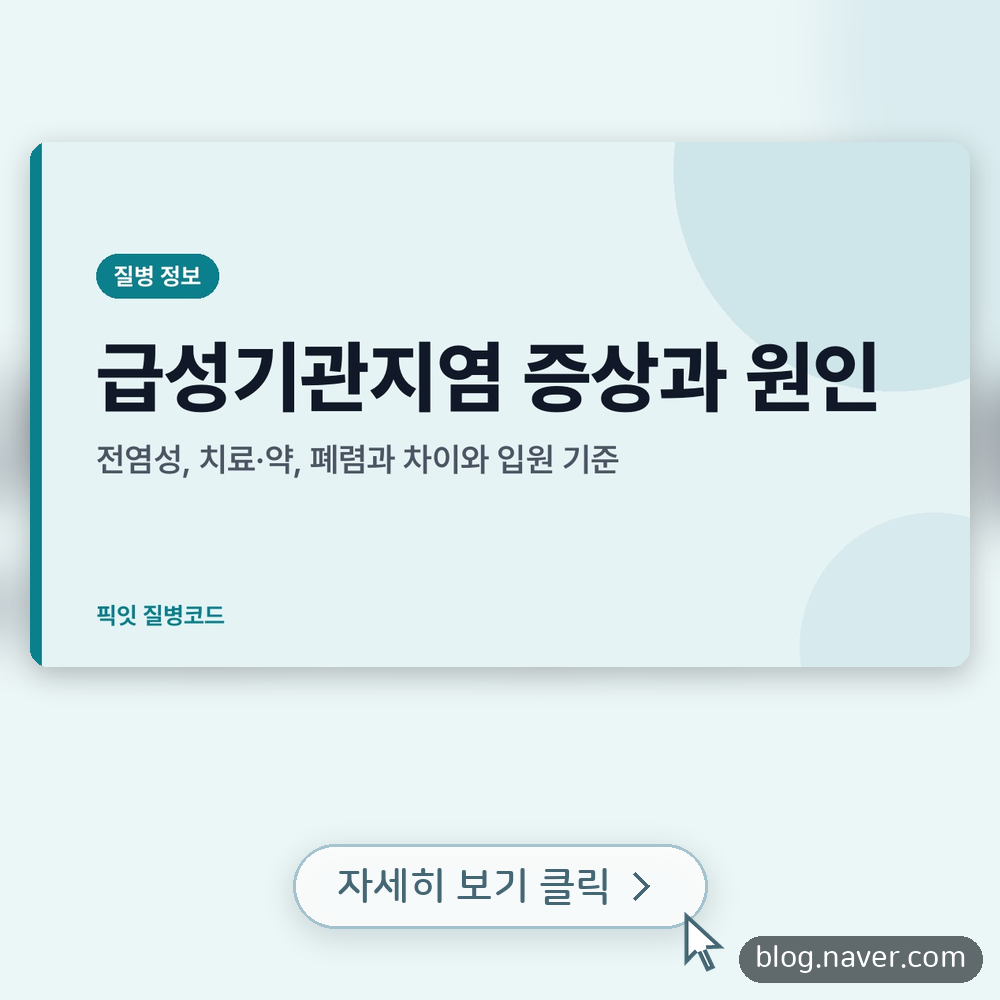 질병 정보
급성기관지염 증상과 원인
전염성, 치료·약, 폐렴과 차이와 입원 기준
픽잇 질병코드
자세히 보기 클릭
blog.naver.com